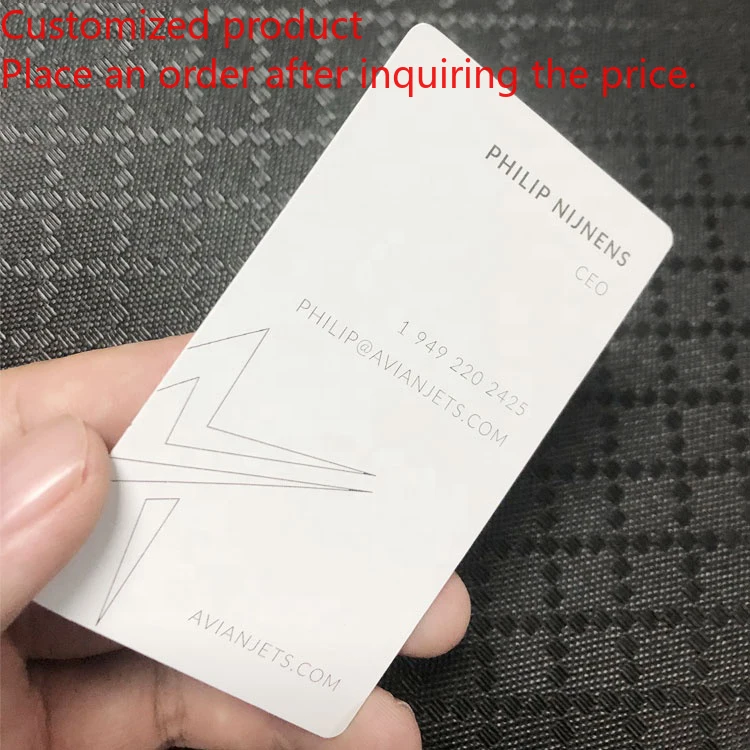 Customized product
Place an order after inquiring the price.
PHILIP NIJNENS
CEO
1 949 220 2425
PHILIP@AVIANJETS.COM
AVIANJETS.COM